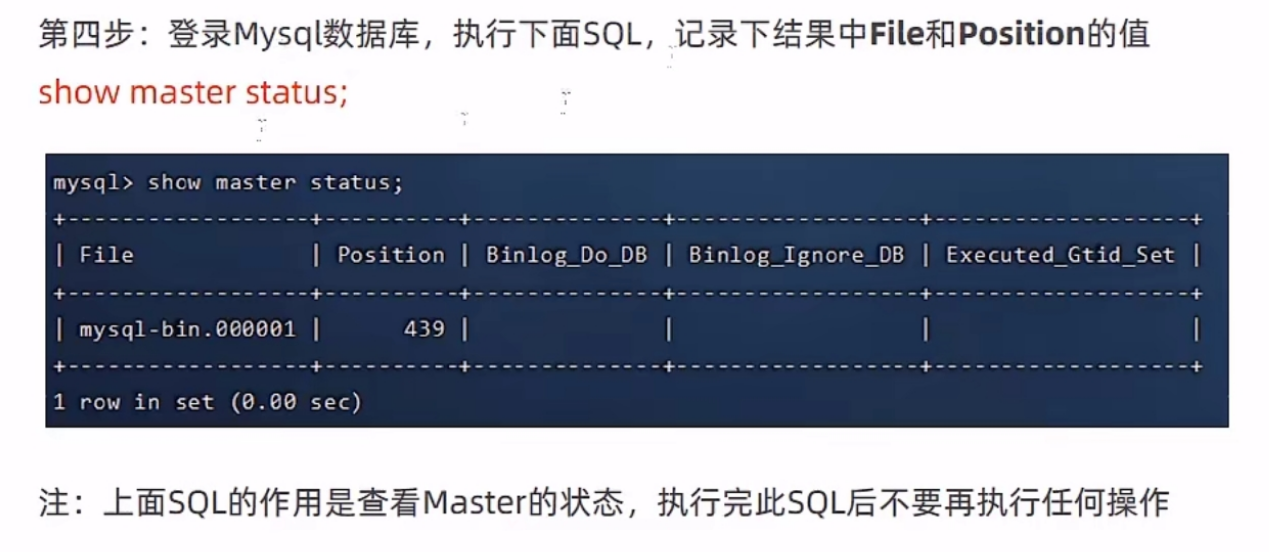 第四步：登录Mysql数据库，执行下面SQL，记录下结果中File和Position的值
show master status;
mysql> show master status;
+------------------+----------+--------------+------------------+-------------------+
| File             | Position | Binlog_Do_DB | Binlog_Ignore_DB | Executed_Gtid_Set |
+------------------+----------+--------------+------------------+-------------------+
| mysql-bin.000001 |      439 |              |                  |                   |
+------------------+----------+--------------+------------------+-------------------+
1 row in set (0.00 sec)
注：上面SQL的作用是查看Master的状态，执行完此SQL后不要再执行任何操作